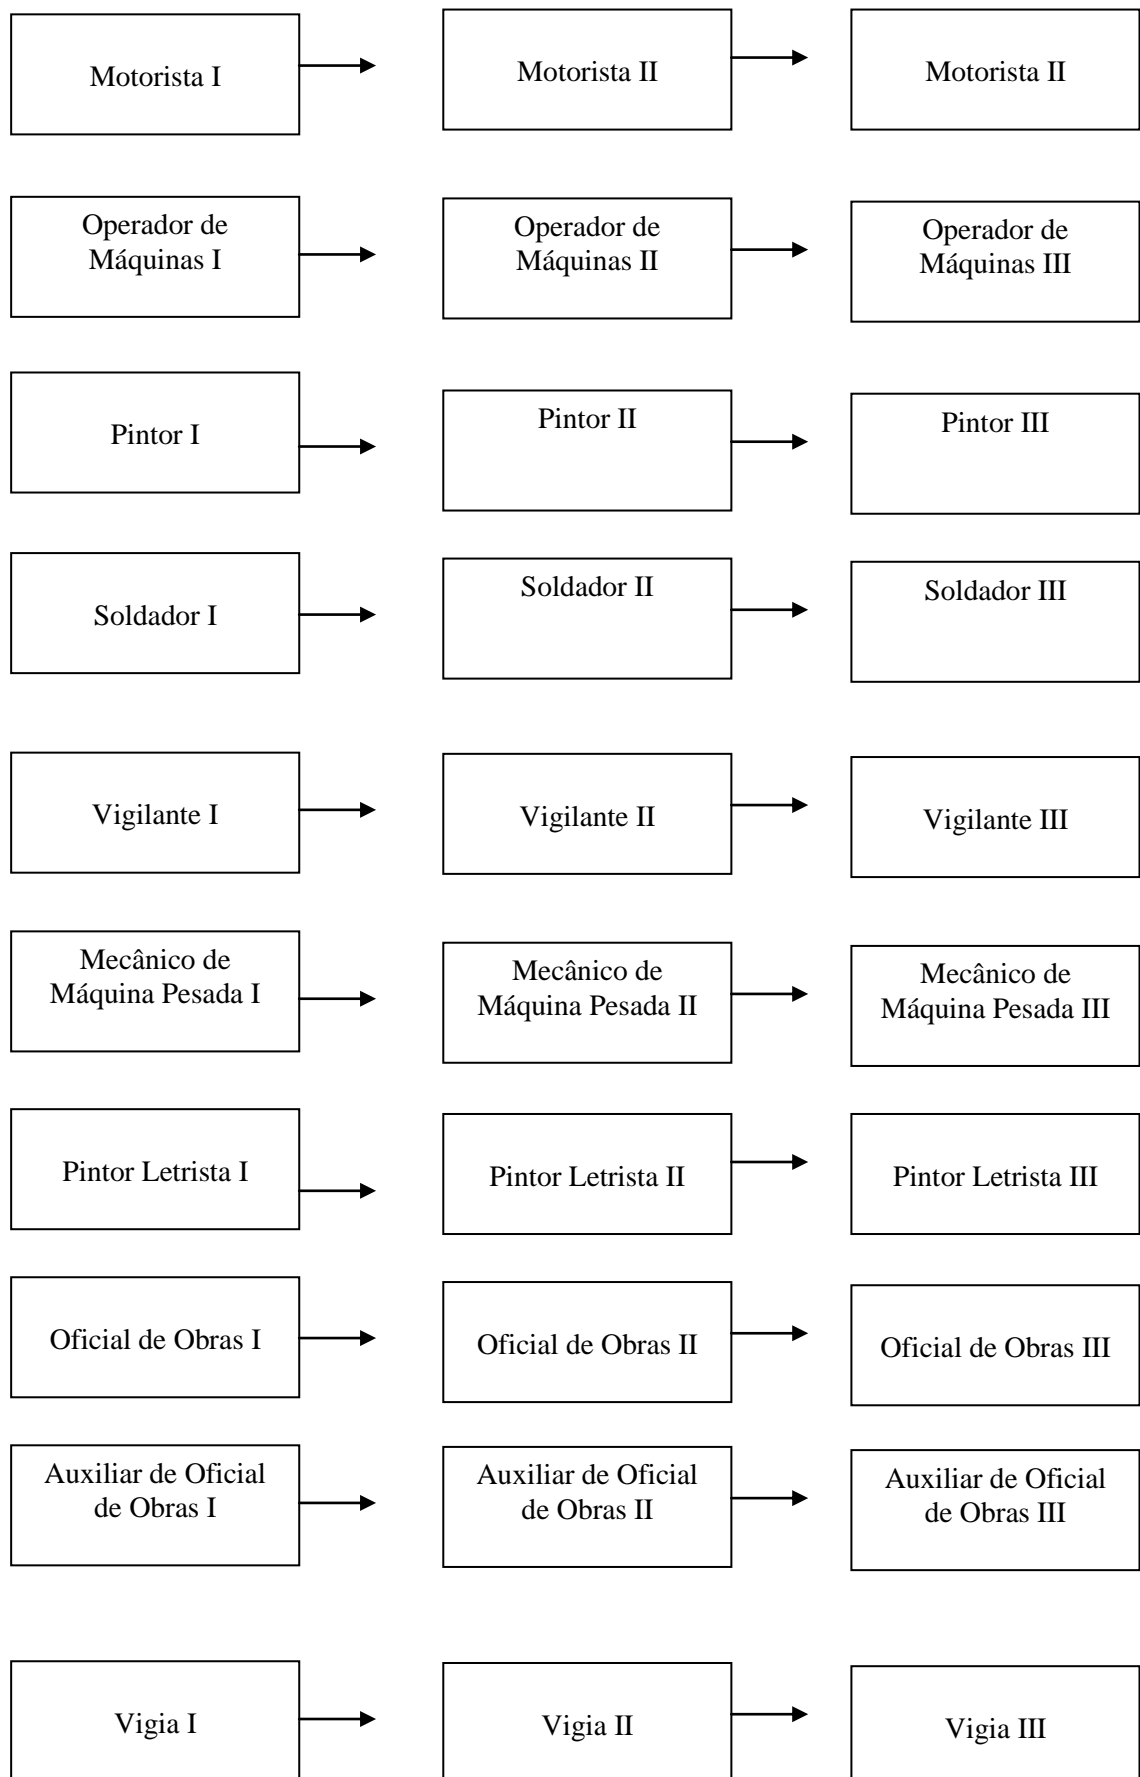 Motorista I
Motorista II
Motorista II
Operador de
Máquinas I
Operador de
Máquinas II
Operador de
Máquinas III
Pintor I
Pintor II
Pintor III
Soldador I
Soldador II
Soldador III
Vigilante I
Vigilante II
Vigilante III
Mecânico de
Máquina Pesada I
Mecânico de
Máquina Pesada II
Mecânico de
Máquina Pesada III
Pintor Letrista I
Pintor Letrista II
Pintor Letrista III
Oficial de Obras I
Oficial de Obras II
Oficial de Obras III
Auxiliar de Oficial
de Obras I
Auxiliar de Oficial
de Obras II
Auxiliar de Oficial
de Obras III
Vigia I
Vigia II
Vigia III